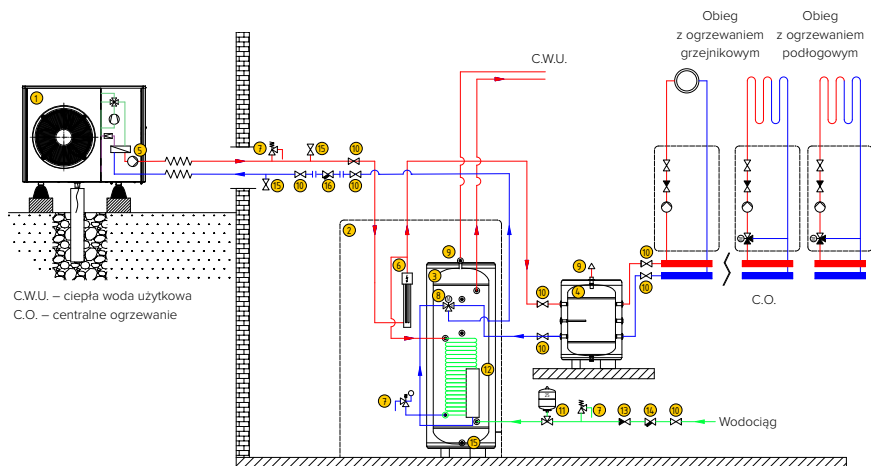 Obieg
z ogrzewaniem
grzejnikowym
Obieg
z ogrzewaniem
podłogowym
C.W.U.
1
5
7
15
10
15
10
16
10
2
6
9
3
8
12
7
15
9
4
10
10
10
10
C.O.
11
7
13
14
10
Wodociąg
C.W.U. – ciepła woda użytkowa
C.O. – centralne ogrzewanie